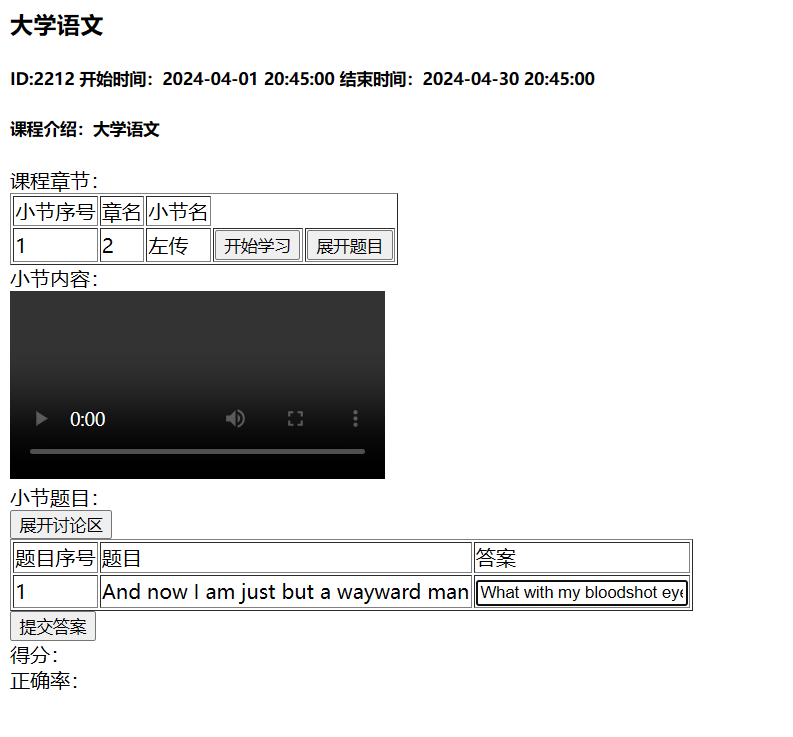 大学语文
ID:2212 开始时间：2024-04-01 20:45:00 结束时间：2024-04-30 20:45:00
课程介绍：大学语文
课程章节：
小节序号 章名 小节名
1 2 左传 开始学习 展开题目
小节内容：
0:00
小节题目：
展开讨论区
题目序号 题目 答案
1 And now I am just but a wayward man What with my bloodshot
提交答案
得分：
正确率：